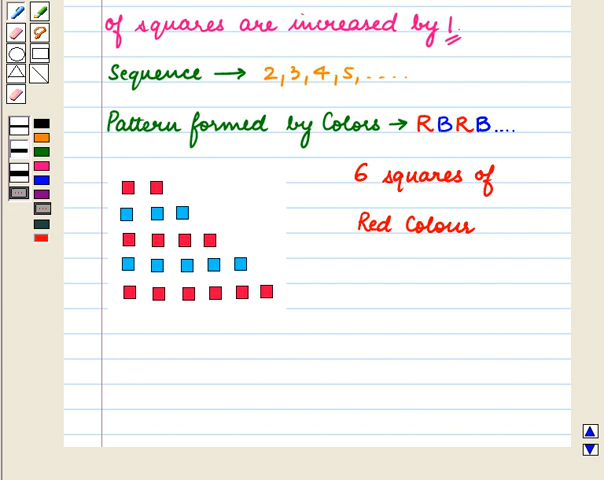 of squares are increased by 1.
Sequence → 2,3,4,5,.....
Pattern formed by Colors → RBRB....
6 squares of
Red Colour